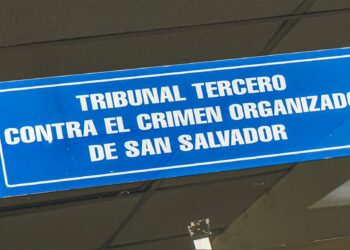 TRIBUNAL TERCERO
CONTRA EL CRIMEN ORGANIZADO
DE SAN SALVADOR